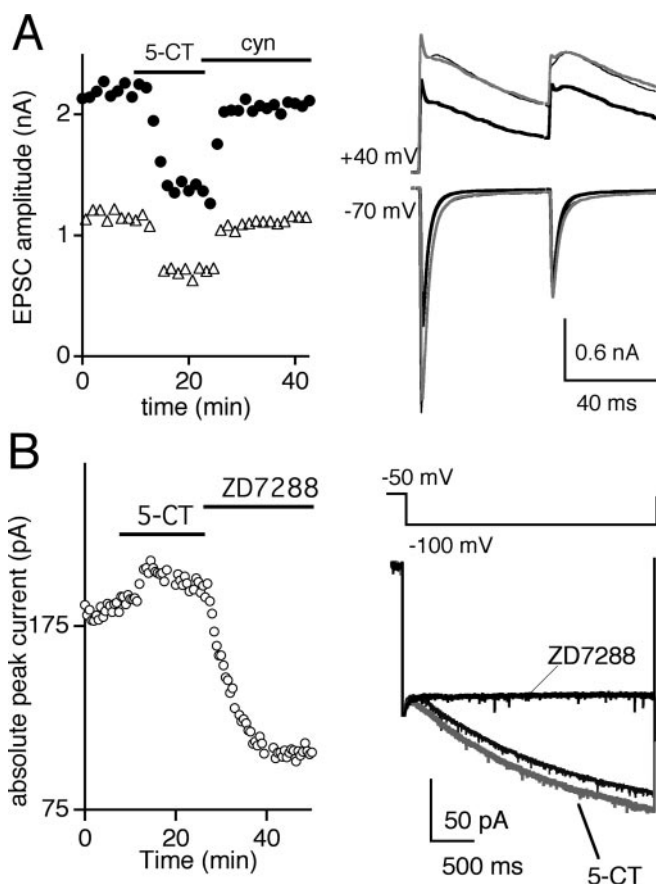 A
5-CT
cyn
EPSC amplitude (nA)
2
1
0
0
20
40
time (min)
+40 mV
-70 mV
0.6 nA
40 ms
B
ZD7288
5-CT
absolute peak current (pA)
175
75
0
20
40
Time (min)
-50 mV
-100 mV
ZD7288
50 pA
500 ms
5-CT